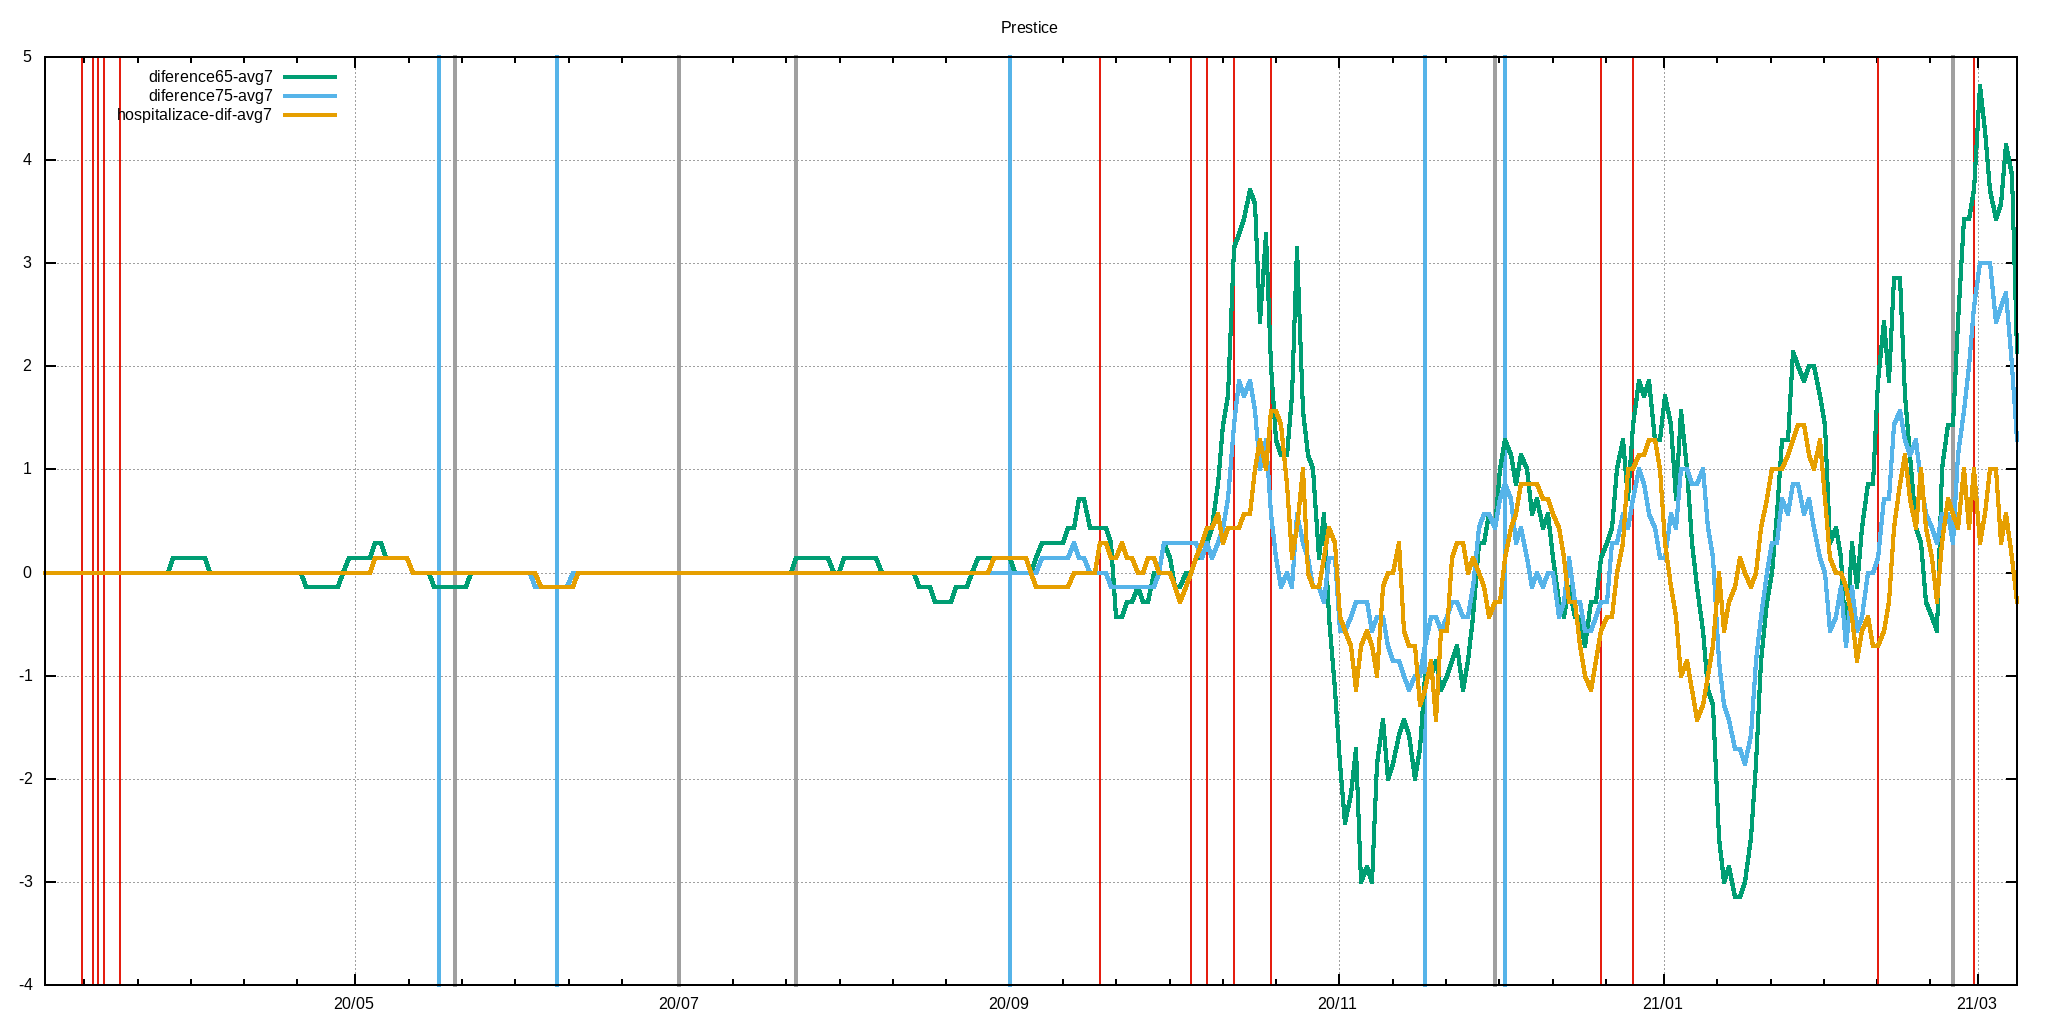 Prestice
5
diference65-avg7
diference75-avg7
hospitalizace-dif-avg7
4
3
2
1
0
-1
-2
-3
-4
20/05 20/07 20/09 20/11 21/01 21/03